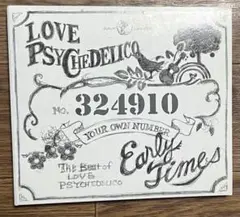 LOVE
PSYCHEDELICO
No. 324910
YOUR OWN NUMBER
Early
Times
The Best of
LOVE
PSYCHEDELICO